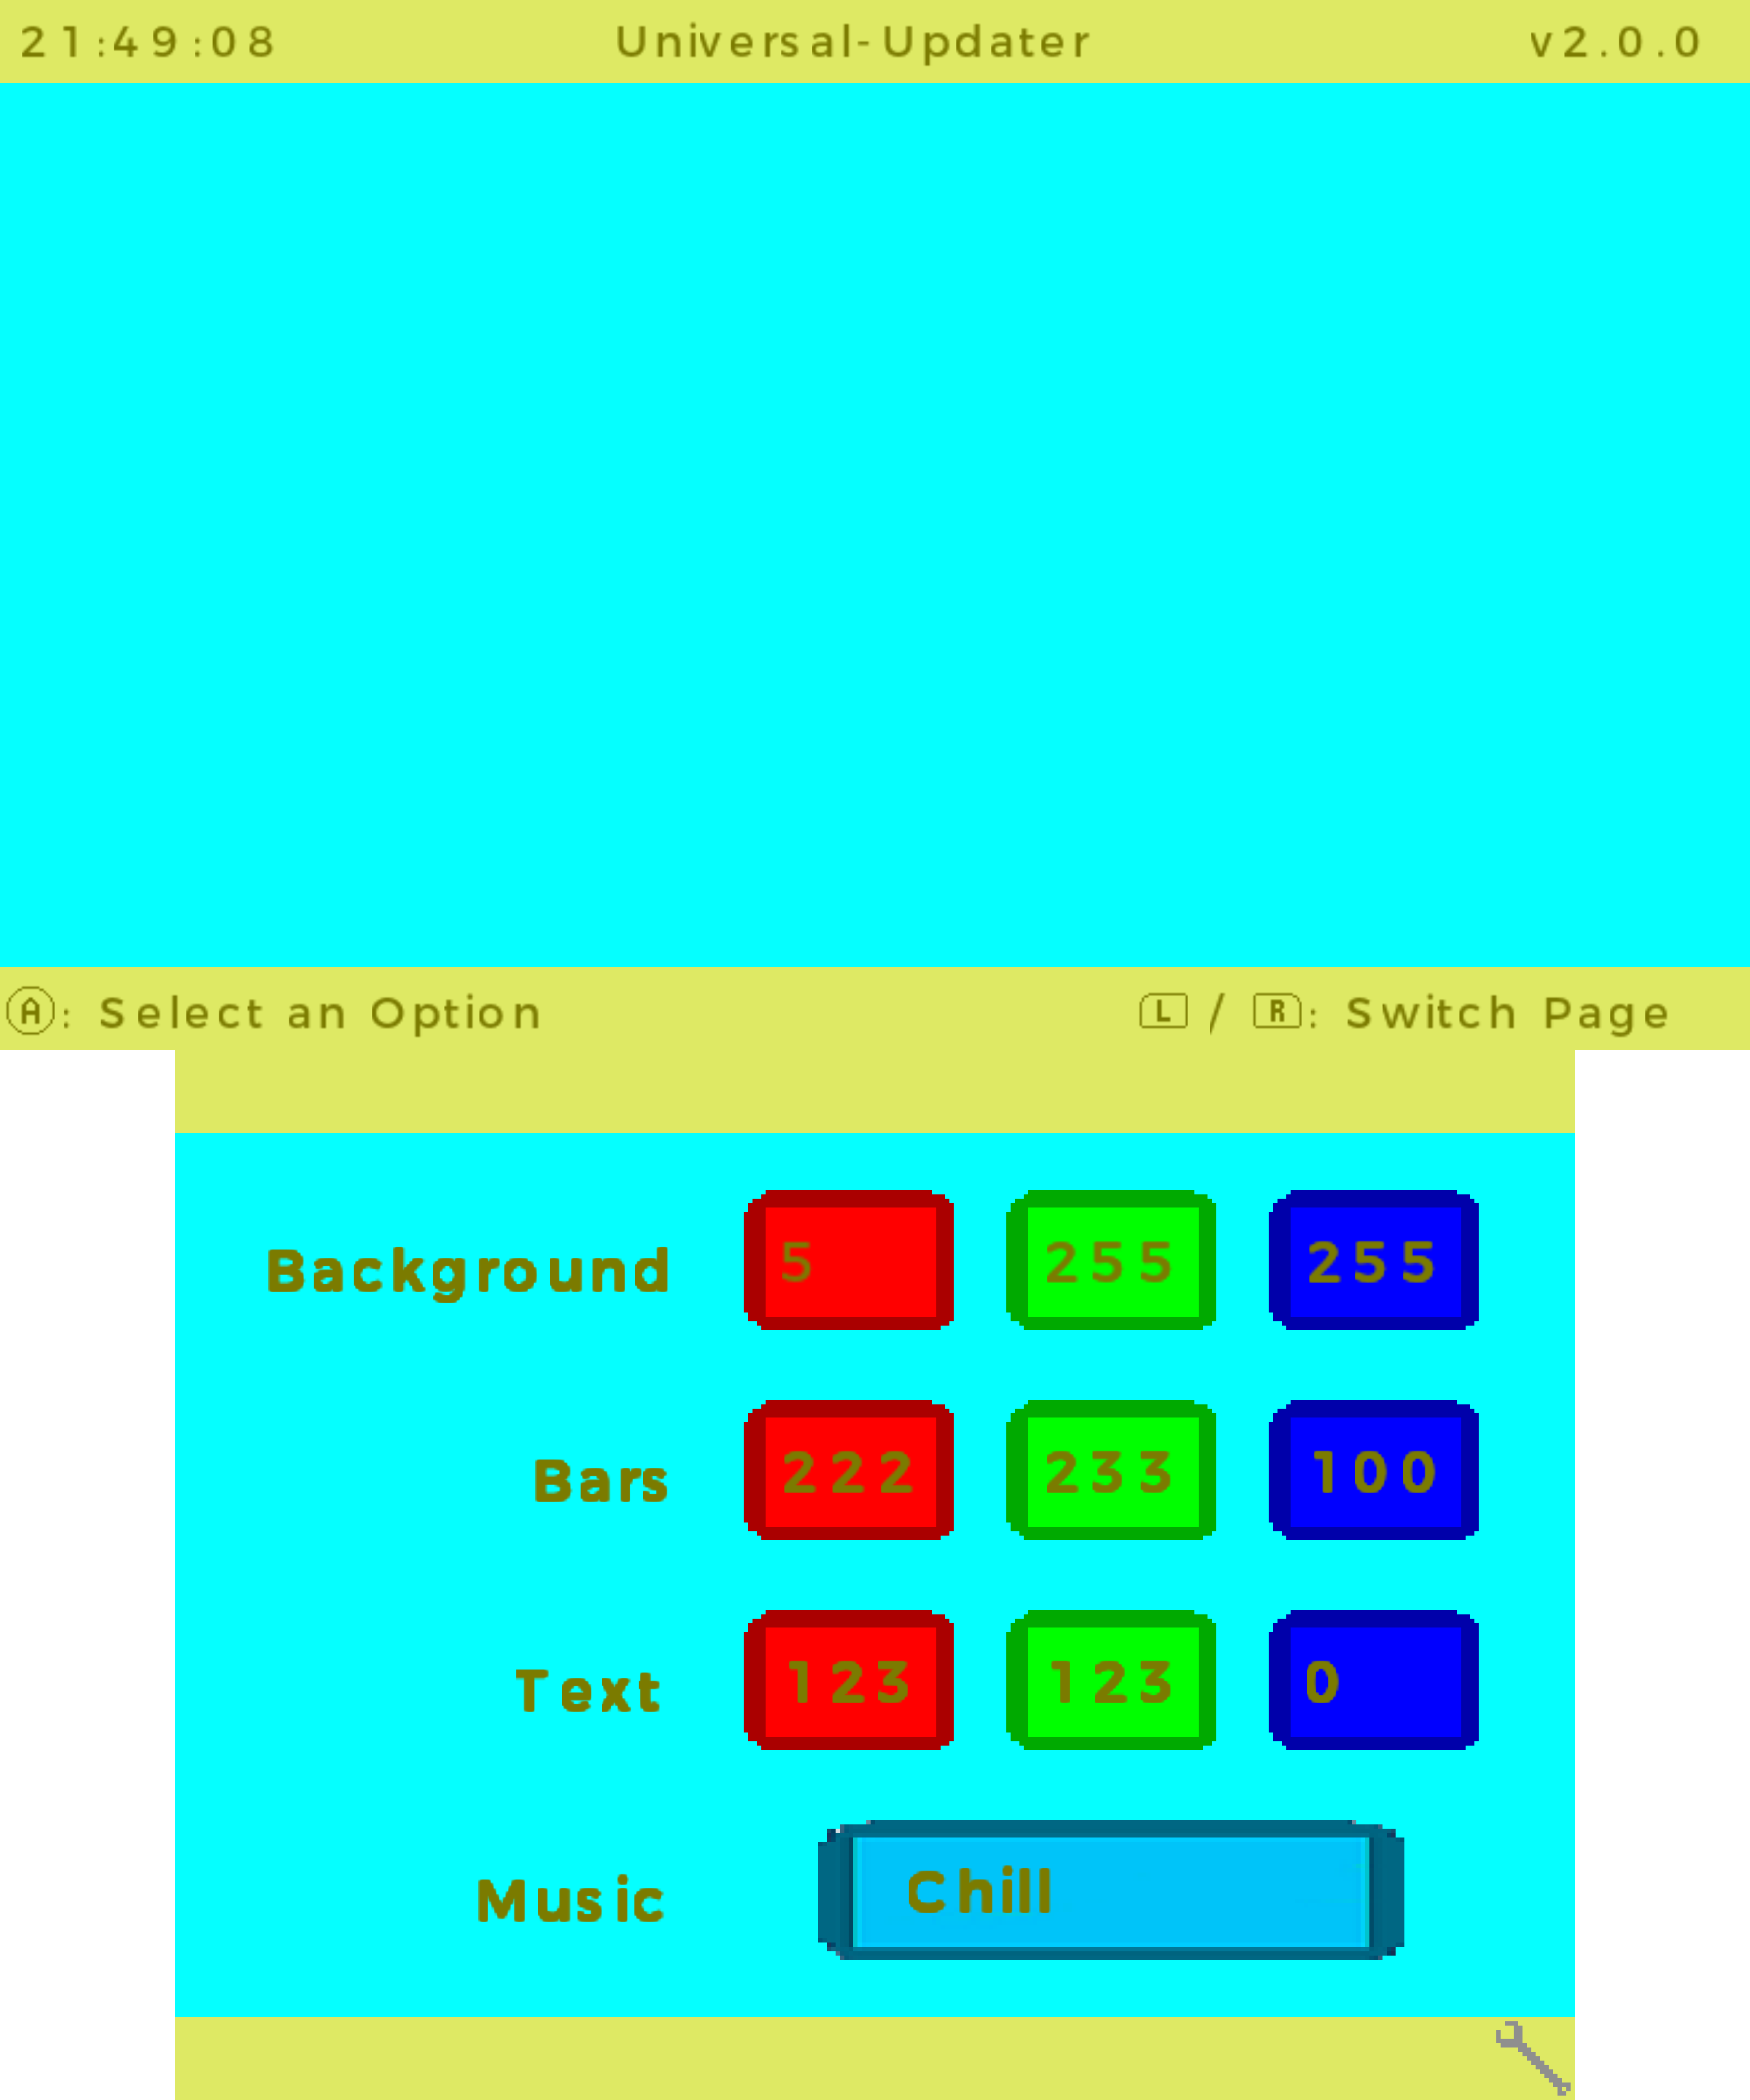 21:49:08 Universal-Updater v2.0.0
A: Select an Option L / R: Switch Page
Background 5 255 255
Bars 222 233 100
Text 123 123 0
Music Chill